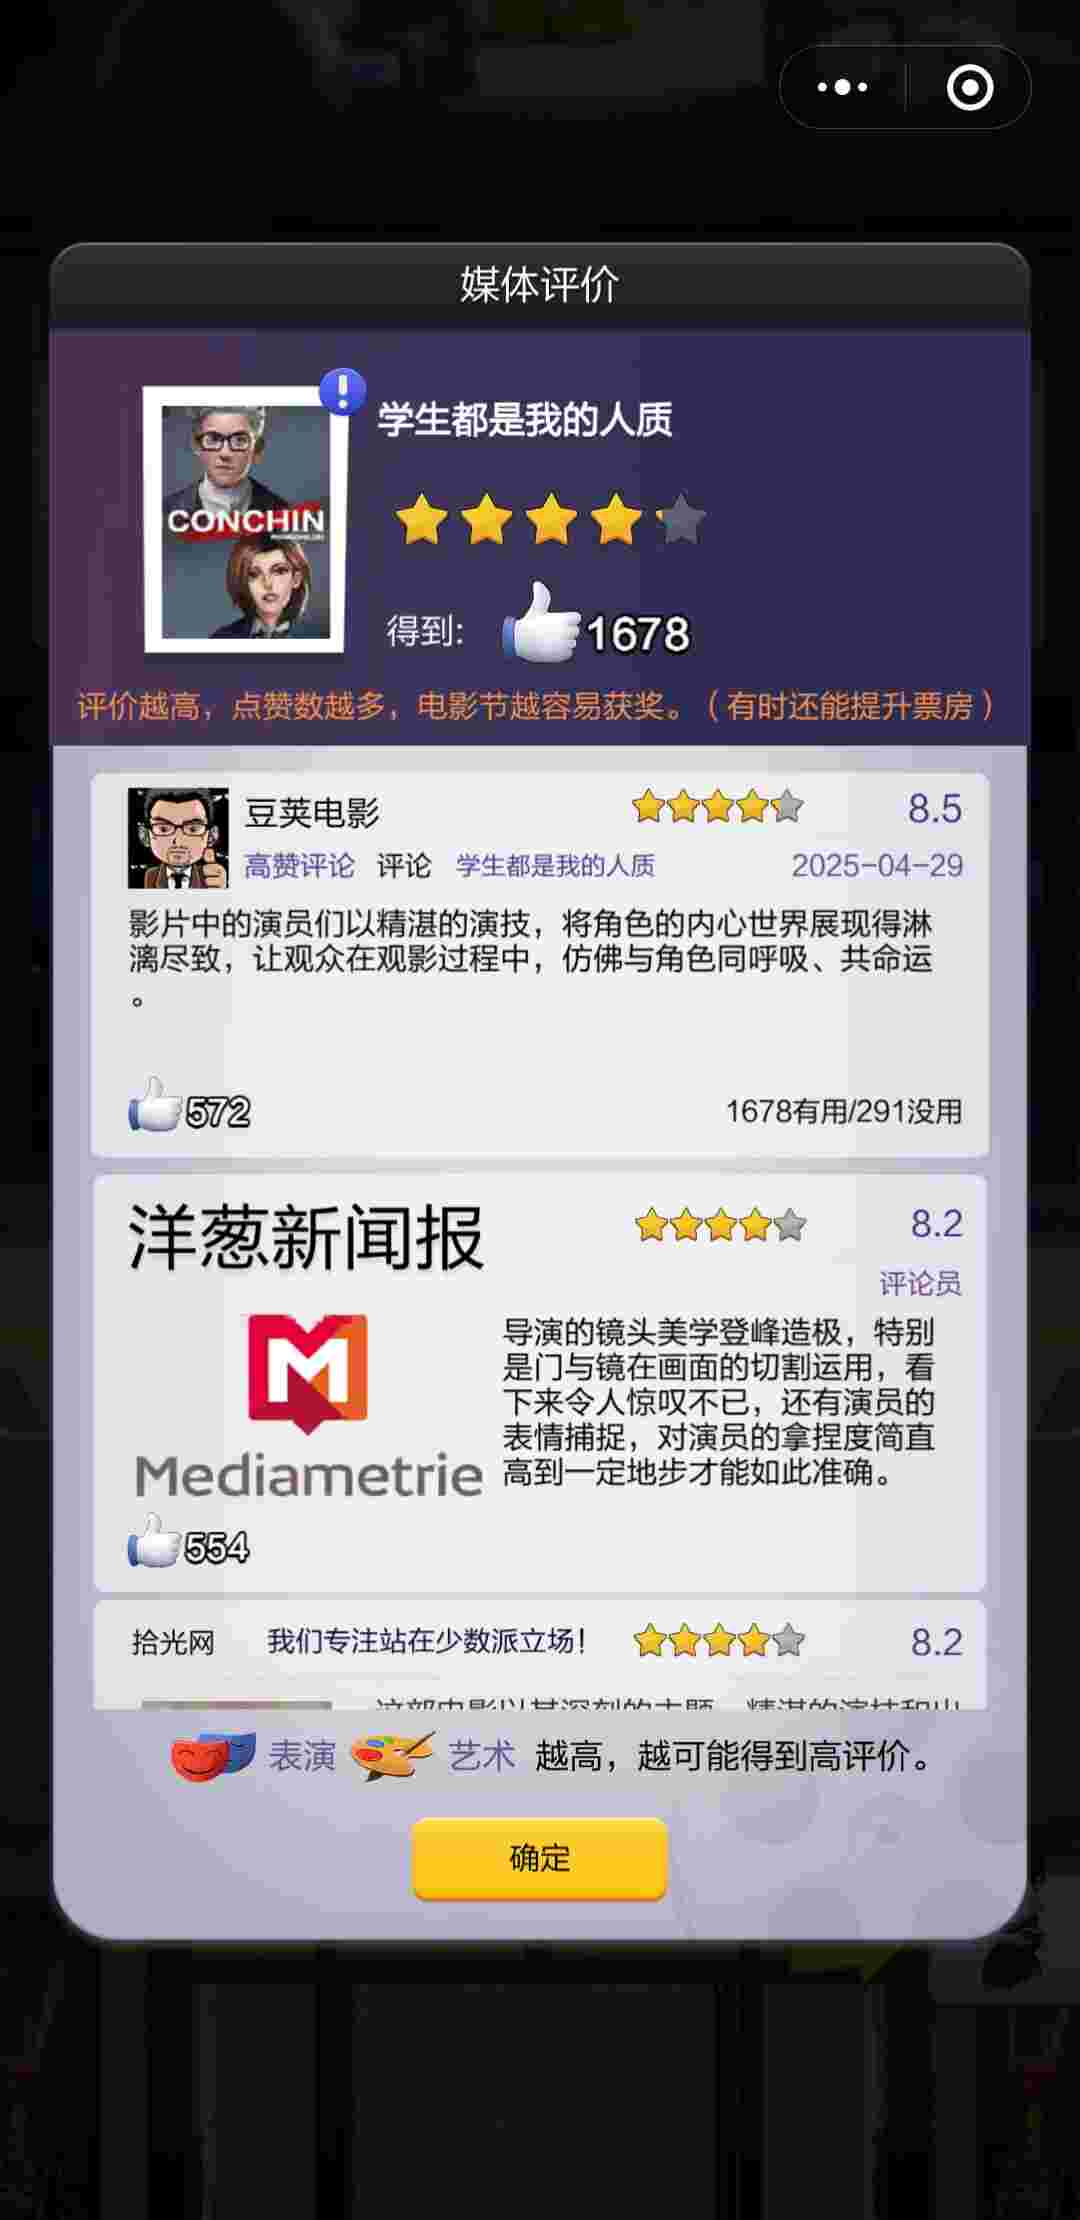 媒体评价
学生都是我的人质
CONCHIN
得到:
1678
评价越高，点赞数越多，电影节越容易获奖。（有时还能提升票房）
豆荚电影
8.5
高赞评论 评论 学生都是我的人质 2025-04-29
影片中的演员们以精湛的演技，将角色的内心世界展现得淋
漓尽致，让观众在观影过程中，仿佛与角色同呼吸、共命运
。
572
1678有用/291没用
洋葱新闻报
8.2
评论员
导演的镜头美学登峰造极，特别
是门与镜在画面的切割运用，看
下来令人惊叹不已，还有演员的
表情捕捉，对演员的拿捏度简直
高到一定地步才能如此准确。
M
Mediametrie
554
拾光网 我们专注站在少数派立场！ 8.2
表演 艺术 越高，越可能得到高评价。
确定